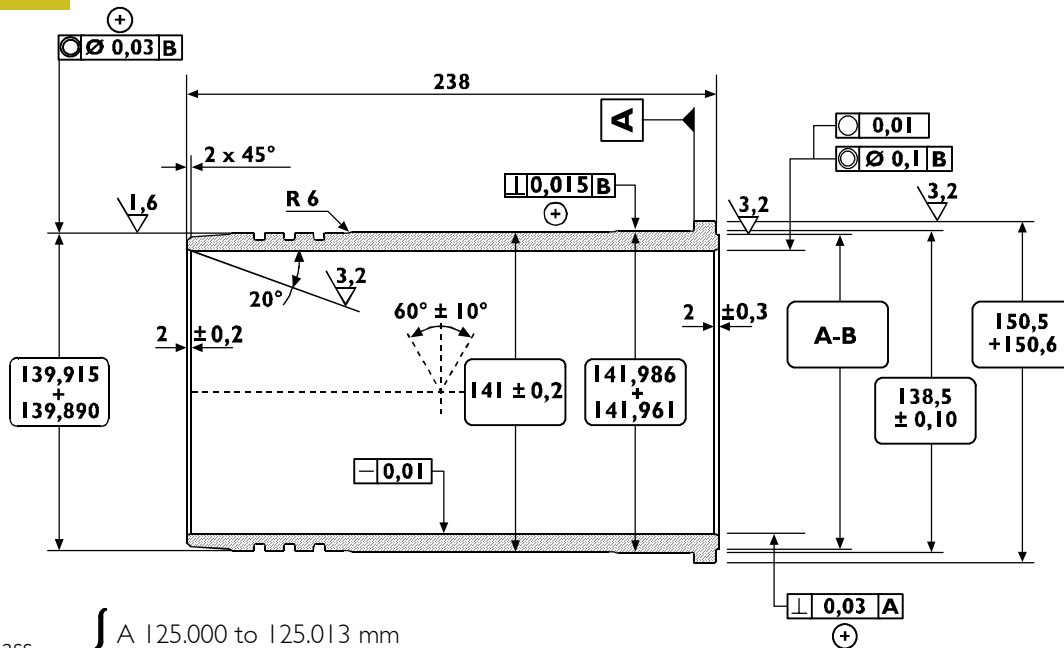 Ø 0,03 B
238
A
0,01
Ø 0,1 B
2 x 45°
⊥ 0,015 B
1,6
R 6
3,2
3,2
3,2
20°
60° ± 10°
2 ±0,2
2 ±0,3
A-B
150,5
+150,6
139,915
+
139,890
141 ± 0,2
141,986
+
141,961
138,5
± 0,10
— 0,01
⊥ 0,03 A
A 125.000 to 125.013 mm